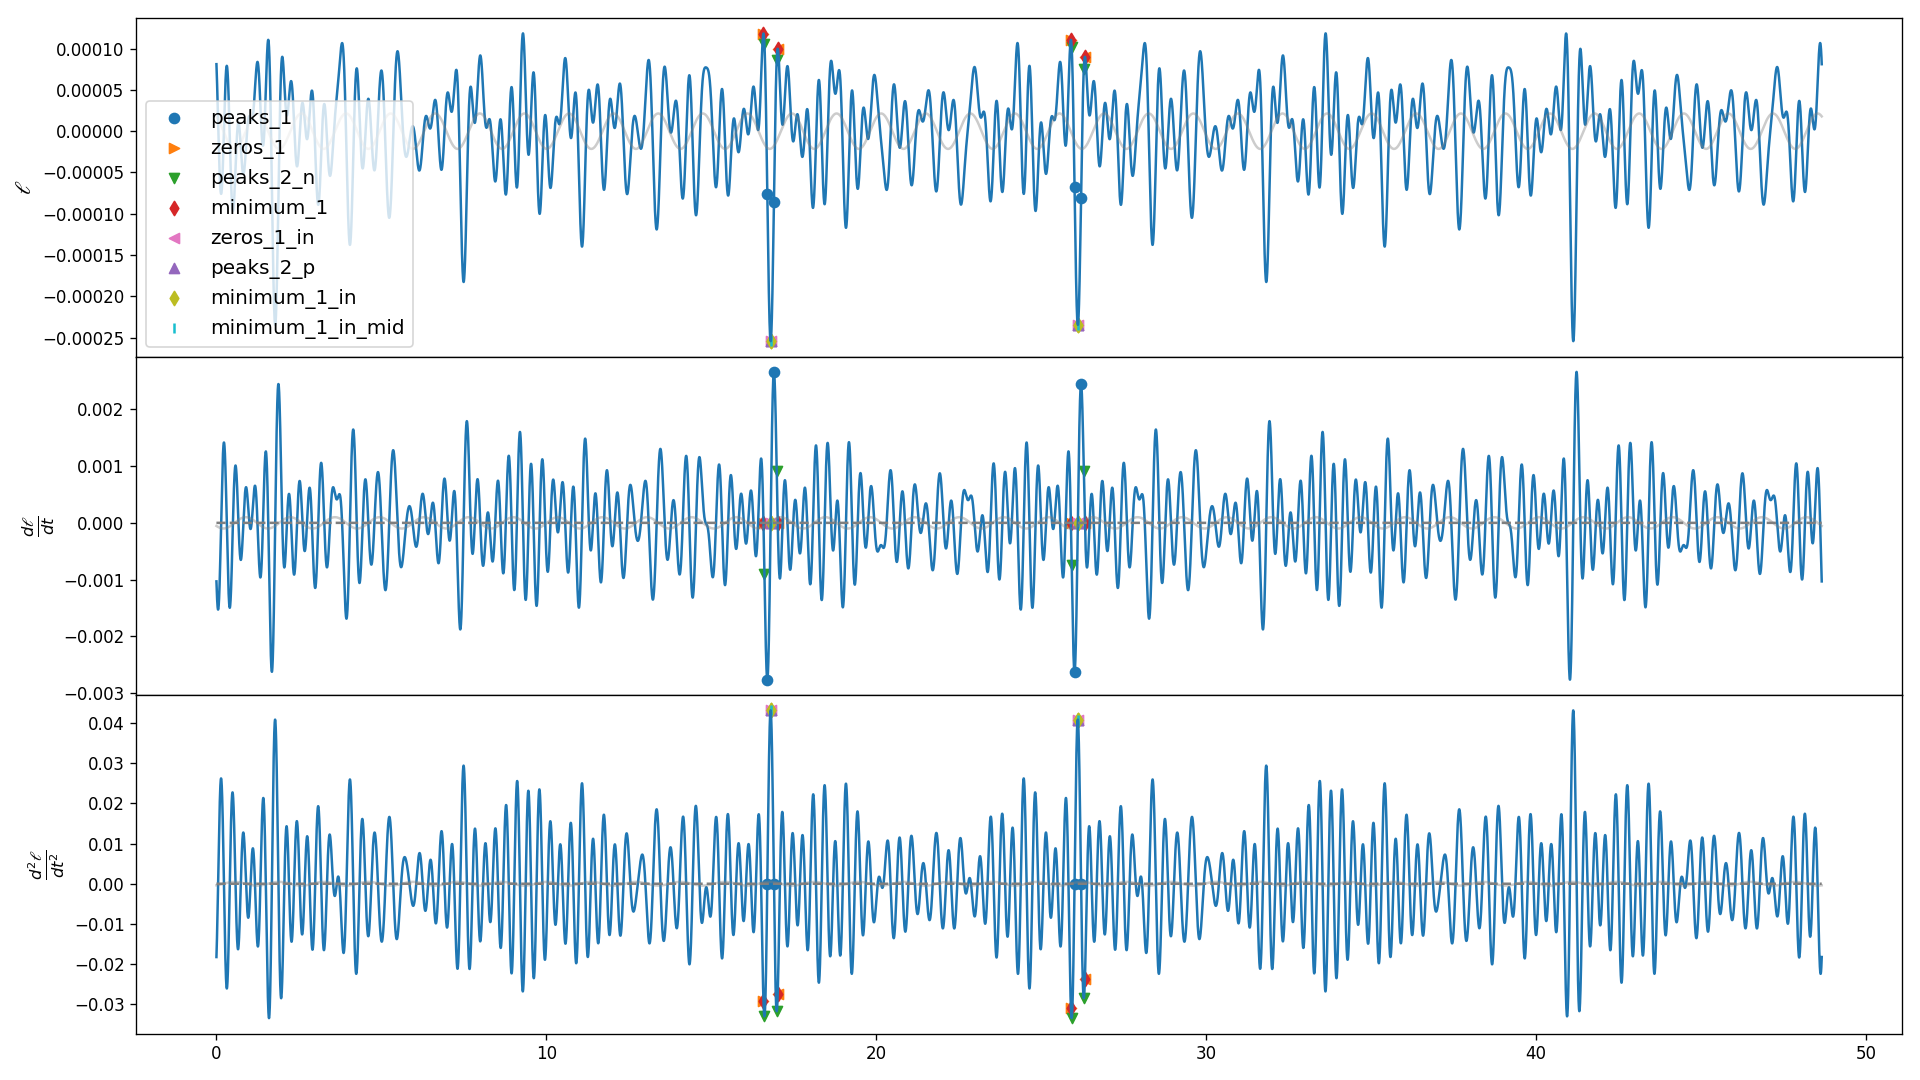 0.00010
0.00005
0.00000
−0.00005
−0.00010
−0.00015
−0.00020
−0.00025
ℓ
peaks_1
zeros_1
peaks_2_n
minimum_1
zeros_1_in
peaks_2_p
minimum_1_in
minimum_1_in_mid
0.002
0.001
0.000
−0.001
−0.002
−0.003
dℓ
dt
0.04
0.03
0.02
0.01
0.00
−0.01
−0.02
−0.03
d²ℓ
dt²
0 10 20 30 40 50